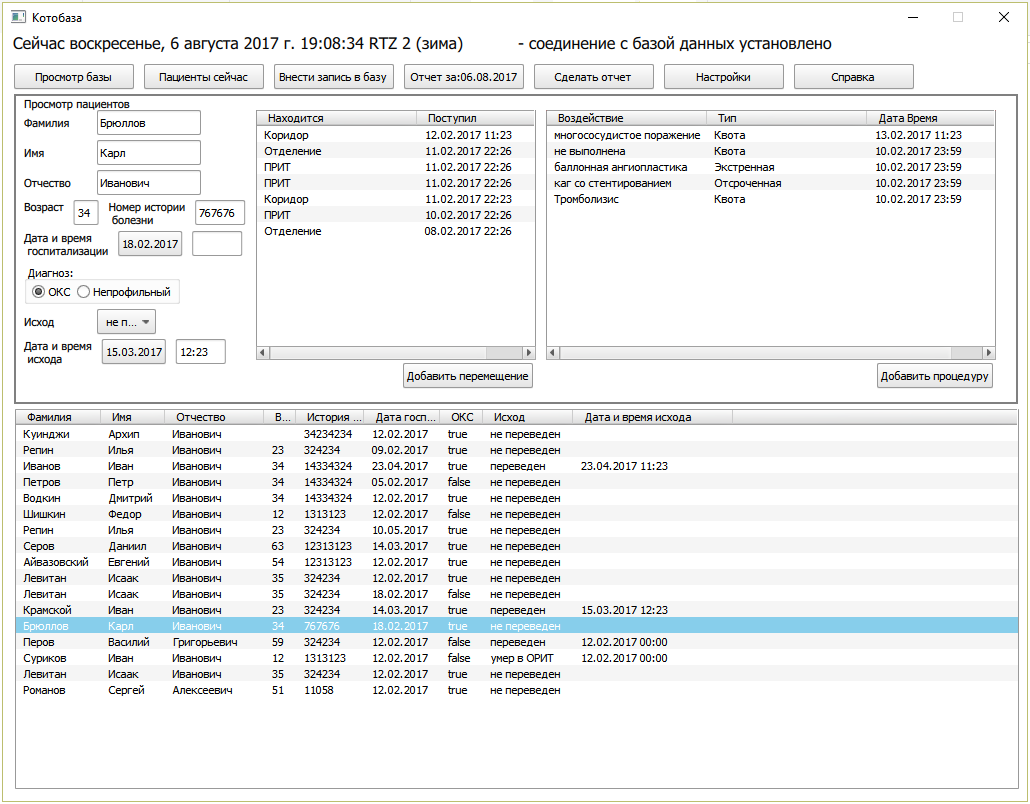 Котобаза
Сейчас воскресенье, 6 августа 2017 г. 19:08:34 RTZ 2 (зима) - соединение с базой данных установлено
Просмотр базы Пациенты сейчас Внести запись в базу Отчет за:06.08.2017 Сделать отчет Настройки Справка
Просмотр пациентов
Фамилия Брюллов
Имя Карл
Отчество Иванович
Возраст 34 Номер истории болезни 767676
Дата и время госпитализации 18.02.2017
Диагноз:
ОКС Непрофильный
Исход не п...
Дата и время исхода 15.03.2017 12:23
Находится Поступил
Коридор 12.02.2017 11:23
Отделение 11.02.2017 22:26
ПРИТ 11.02.2017 22:26
ПРИТ 11.02.2017 22:26
Коридор 11.02.2017 22:23
ПРИТ 10.02.2017 22:26
Отделение 08.02.2017 22:26
Добавить перемещение
Воздействие Тип Дата Время
многососудистое поражение Квота 13.02.2017 11:23
не выполнена Квота 10.02.2017 23:59
баллонная ангиопластика Экстренная 10.02.2017 23:59
каг со стентированием Отсроченная 10.02.2017 23:59
Тромболизис Квота 10.02.2017 23:59
Добавить процедуру
Фамилия Имя Отчество В... История ... Дата госп... ОКС Исход Дата и время исхода
Куинджи Архип Иванович 34234234 12.02.2017 true не переведен
Репин Илья Иванович 23 324234 09.02.2017 true не переведен
Иванов Иван Иванович 34 14334324 23.04.2017 true переведен 23.04.2017 11:23
Петров Петр Иванович 34 14334324 05.02.2017 false не переведен
Водкин Дмитрий Иванович 34 14334324 12.02.2017 true не переведен
Шишкин Федор Иванович 12 1313123 12.02.2017 false не переведен
Репин Илья Иванович 23 324234 10.05.2017 true не переведен
Серов Даниил Иванович 63 12313123 14.03.2017 true не переведен
Айвазовский Евгений Иванович 54 12313123 12.02.2017 true не переведен
Левитан Исаак Иванович 35 324234 12.02.2017 true не переведен
Левитан Исаак Иванович 35 324234 18.02.2017 false не переведен
Крамской Иван Иванович 23 324234 14.03.2017 true переведен 15.03.2017 12:23
Брюллов Карл Иванович 34 767676 18.02.2017 true не переведен
Перов Василий Григорьевич 59 324234 12.02.2017 false переведен 12.02.2017 00:00
Суриков Иван Иванович 12 1313123 12.02.2017 false умер в ОРИТ 12.02.2017 00:00
Левитан Исаак Иванович 35 324234 12.02.2017 true не переведен
Романов Сергей Алексеевич 51 11058 12.02.2017 true не переведен